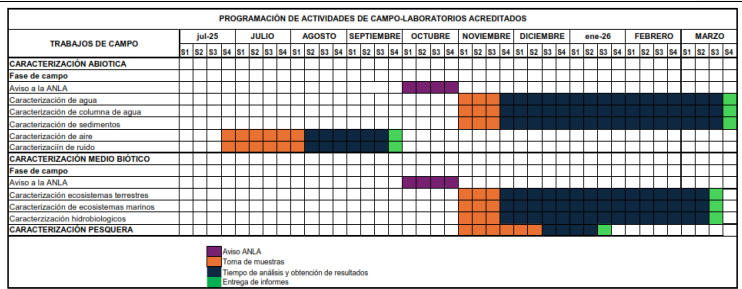 PROGRAMACIÓN DE ACTIVIDADES DE CAMPO-LABORATORIOS ACREDITADOS
TRABAJOS DE CAMPO jul-25 JULIO AGOSTO SEPTIEMBRE OCTUBRE NOVIEMBRE DICIEMBRE ene-26 FEBRERO MARZO
S1 S2 S3 S4 S1 S2 S3 S4 S1 S2 S3 S4 S1 S2 S3 S4 S1 S2 S3 S4 S1 S2 S3 S4 S1 S2 S3 S4 S1 S2 S3 S4 S1 S2 S3 S4 S1 S2 S3 S4
CARACTERIZACIÓN ABIOTICA
Fase de campo
Aviso a la ANLA
Caracterización de agua
Caracterización de columna de agua
Caracterización de sedimentos
Caracterización de aire
Caracterizaciín de ruido
CARACTERIZACIÓN MEDIO BIÓTICO
Fase de campo
Aviso a la ANLA
Caracterización ecosistemas terrestres
Caracterización de ecosistemas marinos
Caracterzización hidrobiologicos
CARACTERIZACIÓN PESQUERA
Aviso ANLA
Toma de muestras
Tiempo de análisis y obtención de resultados
Entrega de informes